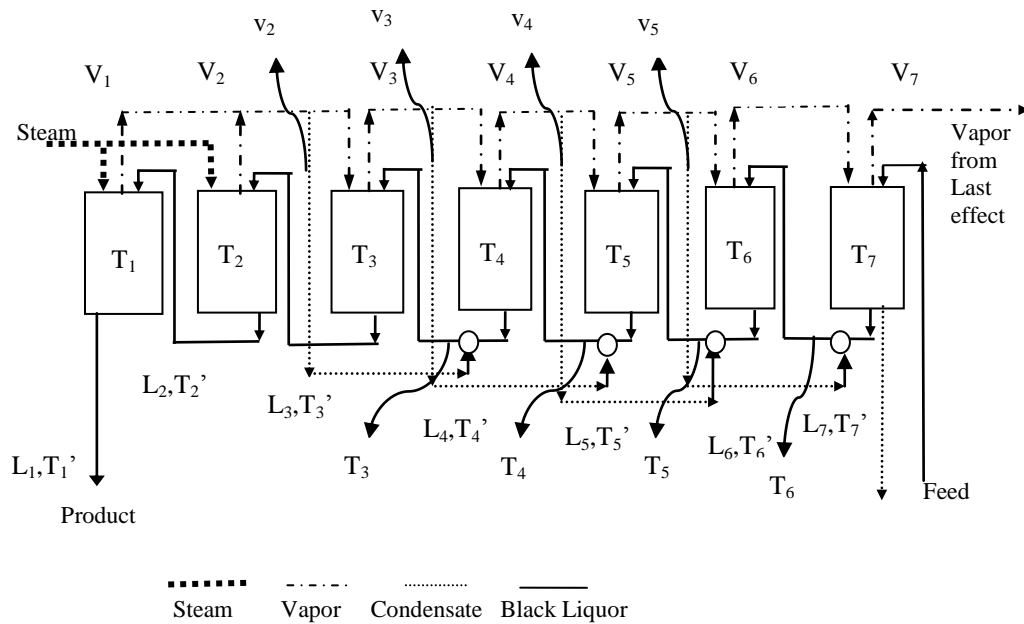 v2 v3 v4 v5
V1 V2 V3 V4 V5 V6 V7
Steam
Vapor
from
Last
effect
T1 T2 T3 T4 T5 T6 T7
L2,T2’ L3,T3’ L4,T4’ L5,T5’ L6,T6’ L7,T7’
L1,T1’ T3 T4 T5 T6
Product Feed
Steam Vapor Condensate Black Liquor